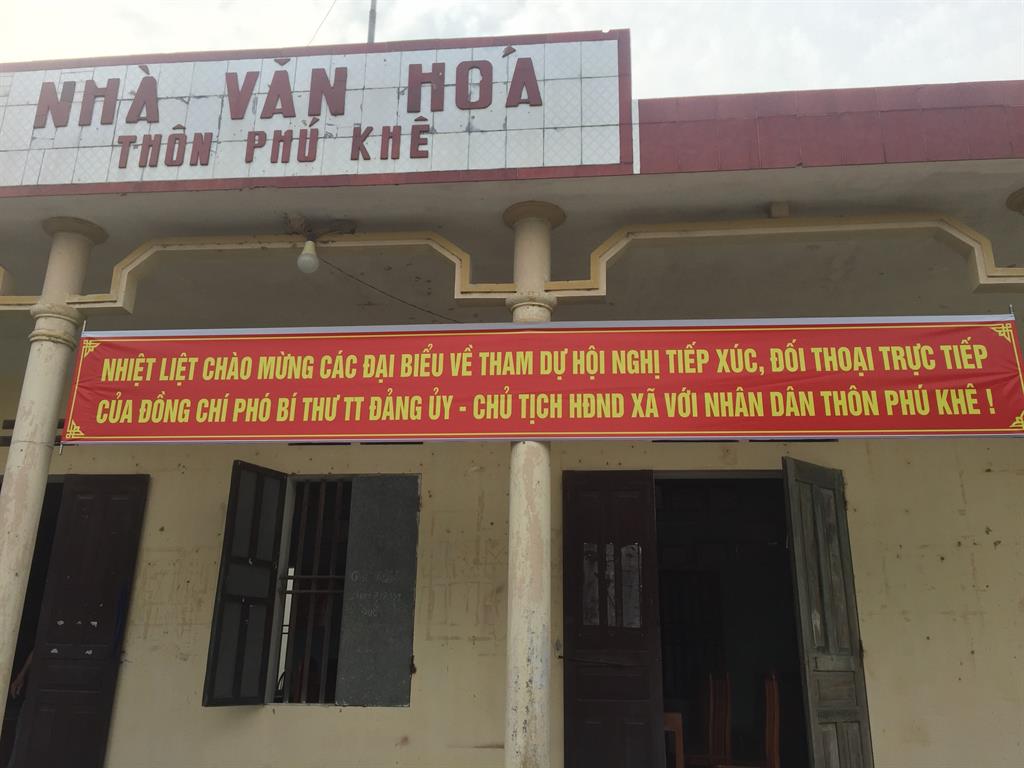 NHÀ VĂN HOÁ
THÔN PHÚ KHÊ
NHIỆT LIỆT CHÀO MỪNG CÁC ĐẠI BIỂU VỀ THAM DỰ HỘI NGHỊ TIẾP XÚC, ĐỐI THOẠI TRỰC TIẾP
CỦA ĐỒNG CHÍ PHÓ BÍ THƯ TT ĐẢNG ỦY - CHỦ TỊCH HĐND XÃ VỚI NHÂN DÂN THÔN PHÚ KHÊ !